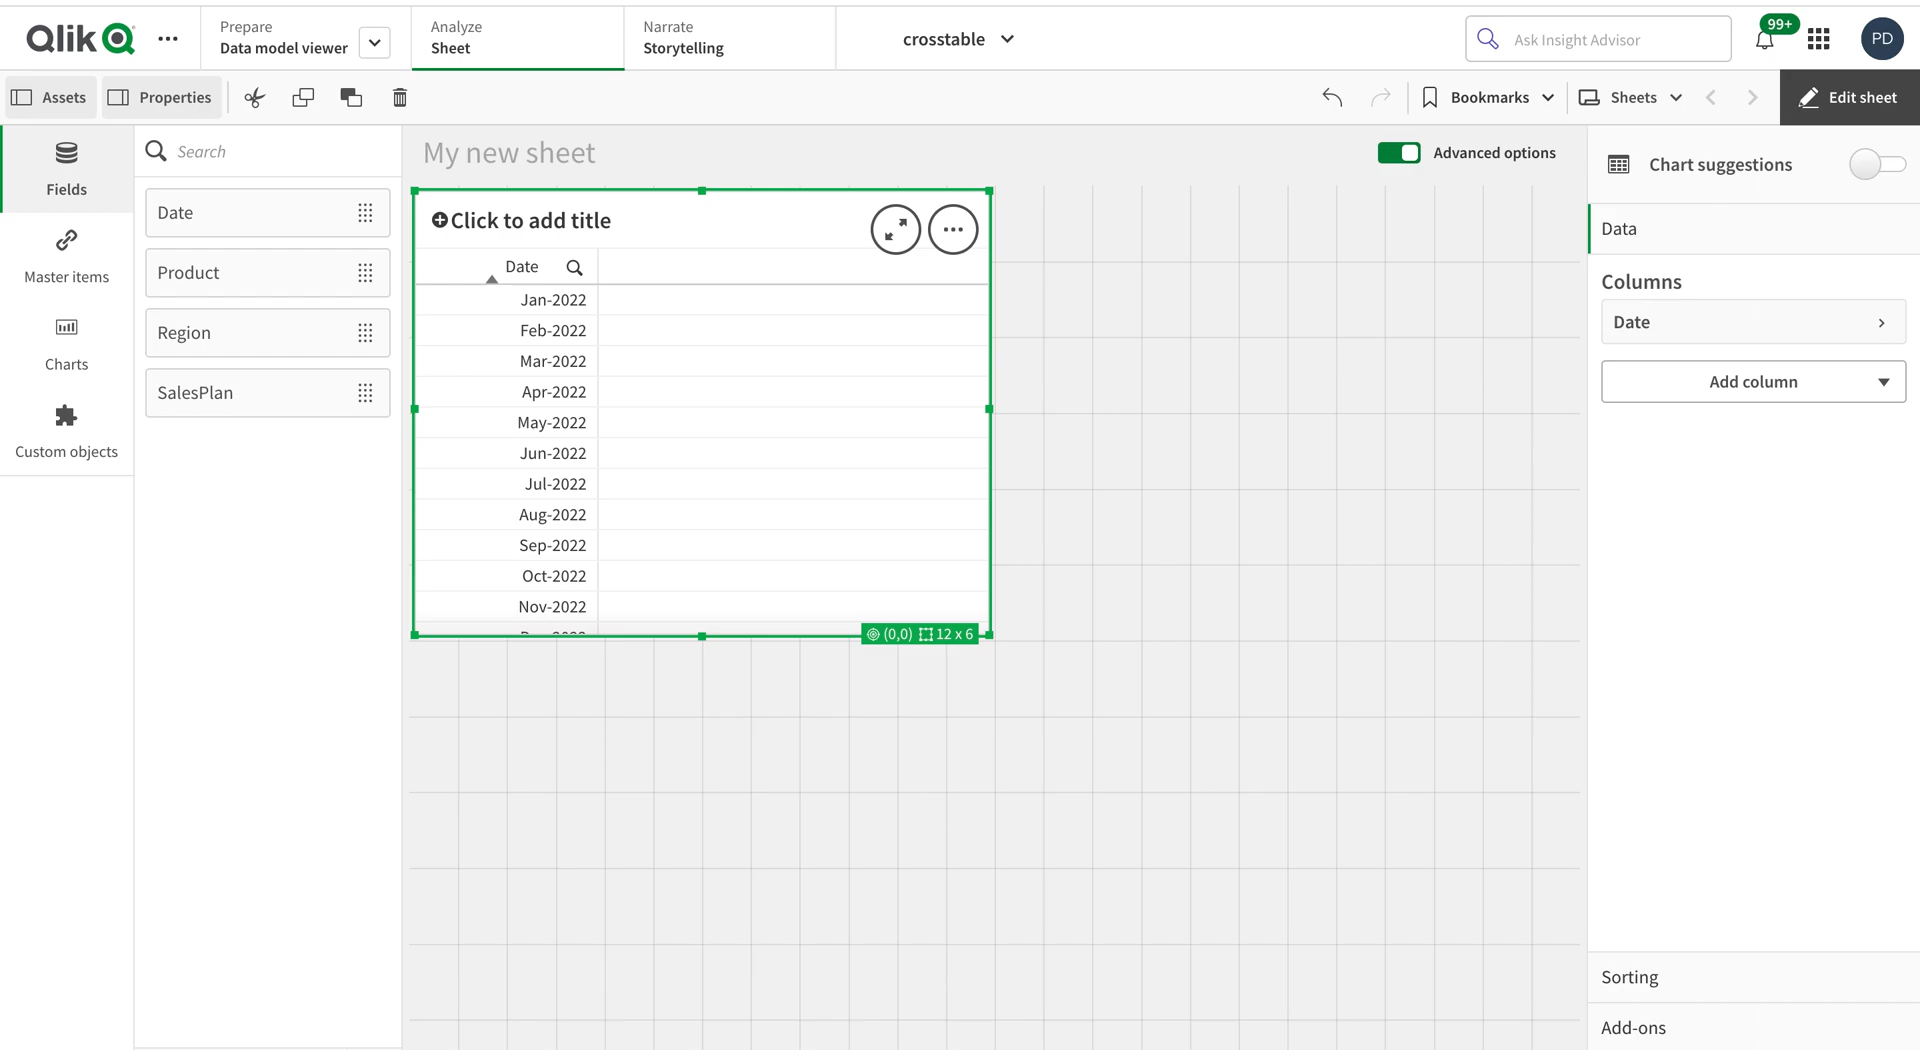 Qlik
Prepare
Data model viewer
Analyze
Sheet
Narrate
Storytelling
crosstable
Ask Insight Advisor
99+
PD
Assets
Properties
Bookmarks
Sheets
Edit sheet
Fields
Master items
Charts
Custom objects
Search
Date
Product
Region
SalesPlan
My new sheet
Advanced options
Click to add title
Date
Jan-2022
Feb-2022
Mar-2022
Apr-2022
May-2022
Jun-2022
Jul-2022
Aug-2022
Sep-2022
Oct-2022
Nov-2022
(0,0) 12 x 6
Chart suggestions
Data
Columns
Date
Add column
Sorting
Add-ons